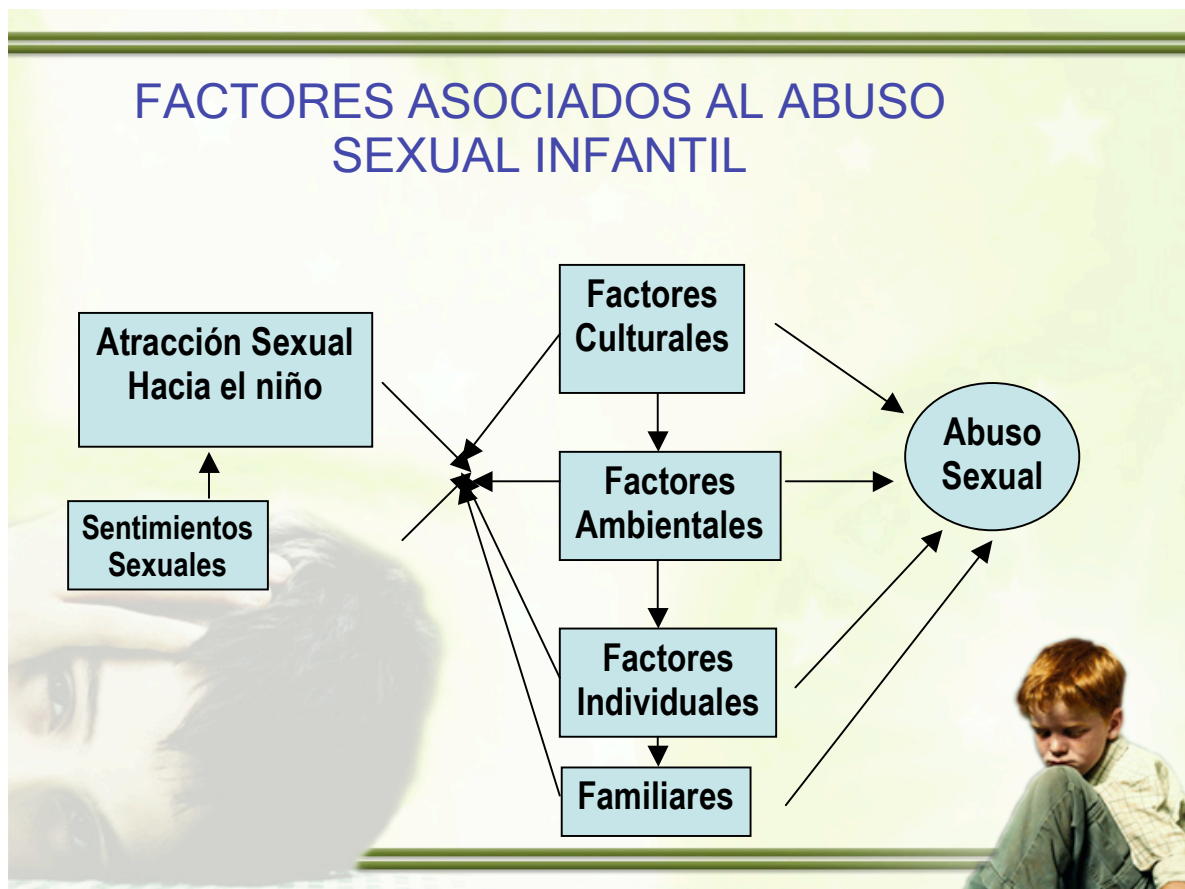 FACTORES ASOCIADOS AL ABUSO
SEXUAL INFANTIL
Atracción Sexual
Hacia el niño
Sentimientos
Sexuales
Factores
Culturales
Factores
Ambientales
Factores
Individuales
Familiares
Abuso
Sexual